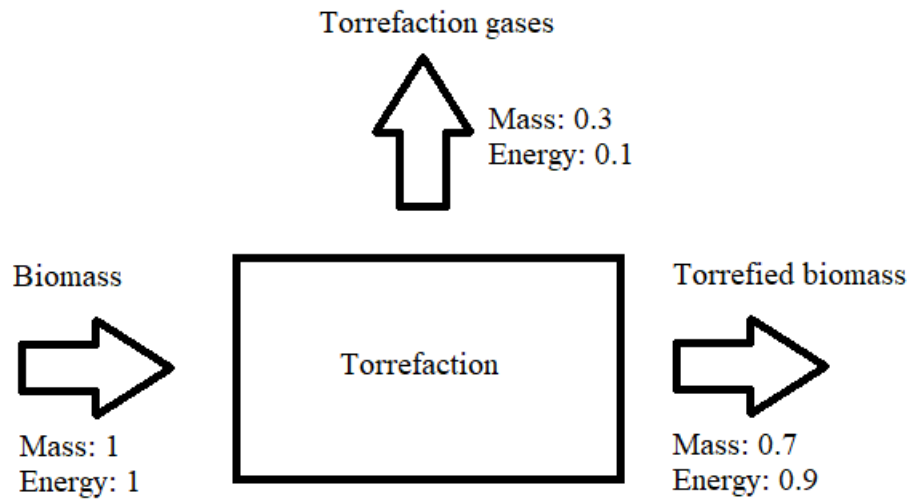 Torrefaction gases
Mass: 0.3
Energy: 0.1
Biomass
Mass: 1
Energy: 1
Torrefaction
Torrefied biomass
Mass: 0.7
Energy: 0.9